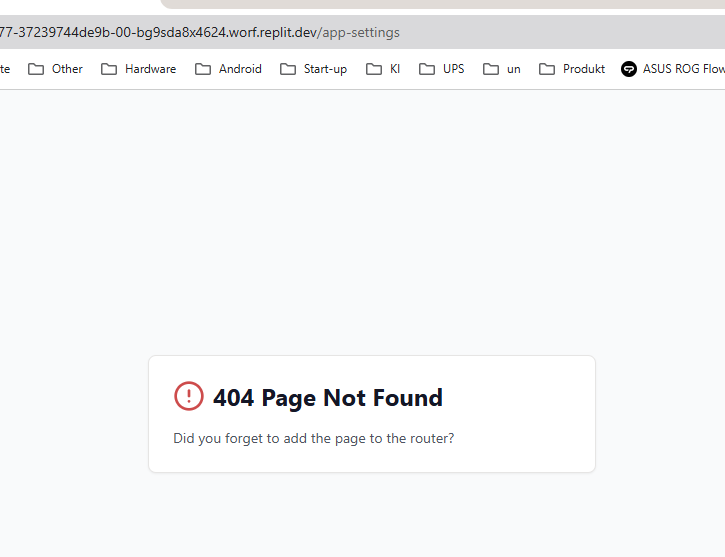 77-37239744de9b-00-bg9sda8x4624.worf.replit.dev/app-settings
te Other Hardware Android Start-up KI UPS un Produkt ASUS ROG Flow
404 Page Not Found
Did you forget to add the page to the router?